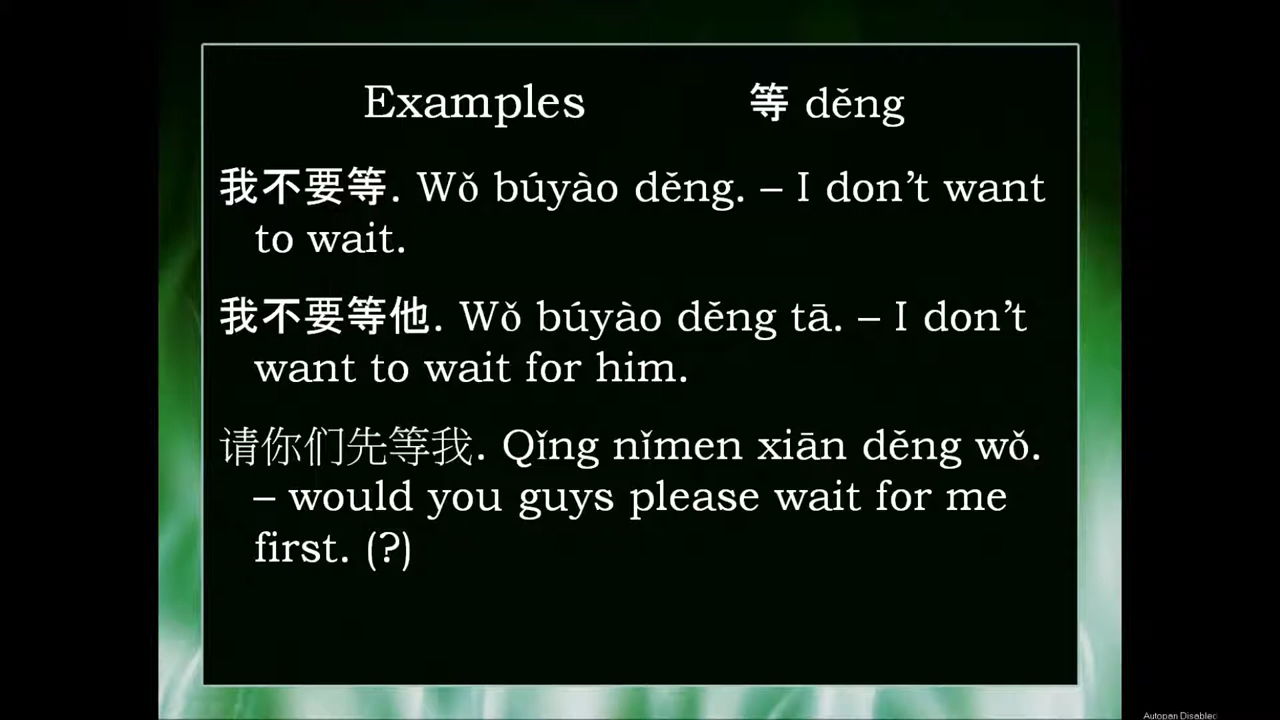 Examples 等 děng
我不要等. Wǒ búyào děng. – I don’t want
to wait.
我不要等他. Wǒ búyào děng tā. – I don’t
want to wait for him.
请你们先等我. Qǐng nǐmen xiān děng wǒ.
– would you guys please wait for me
first. (?)
Autopan Disabled